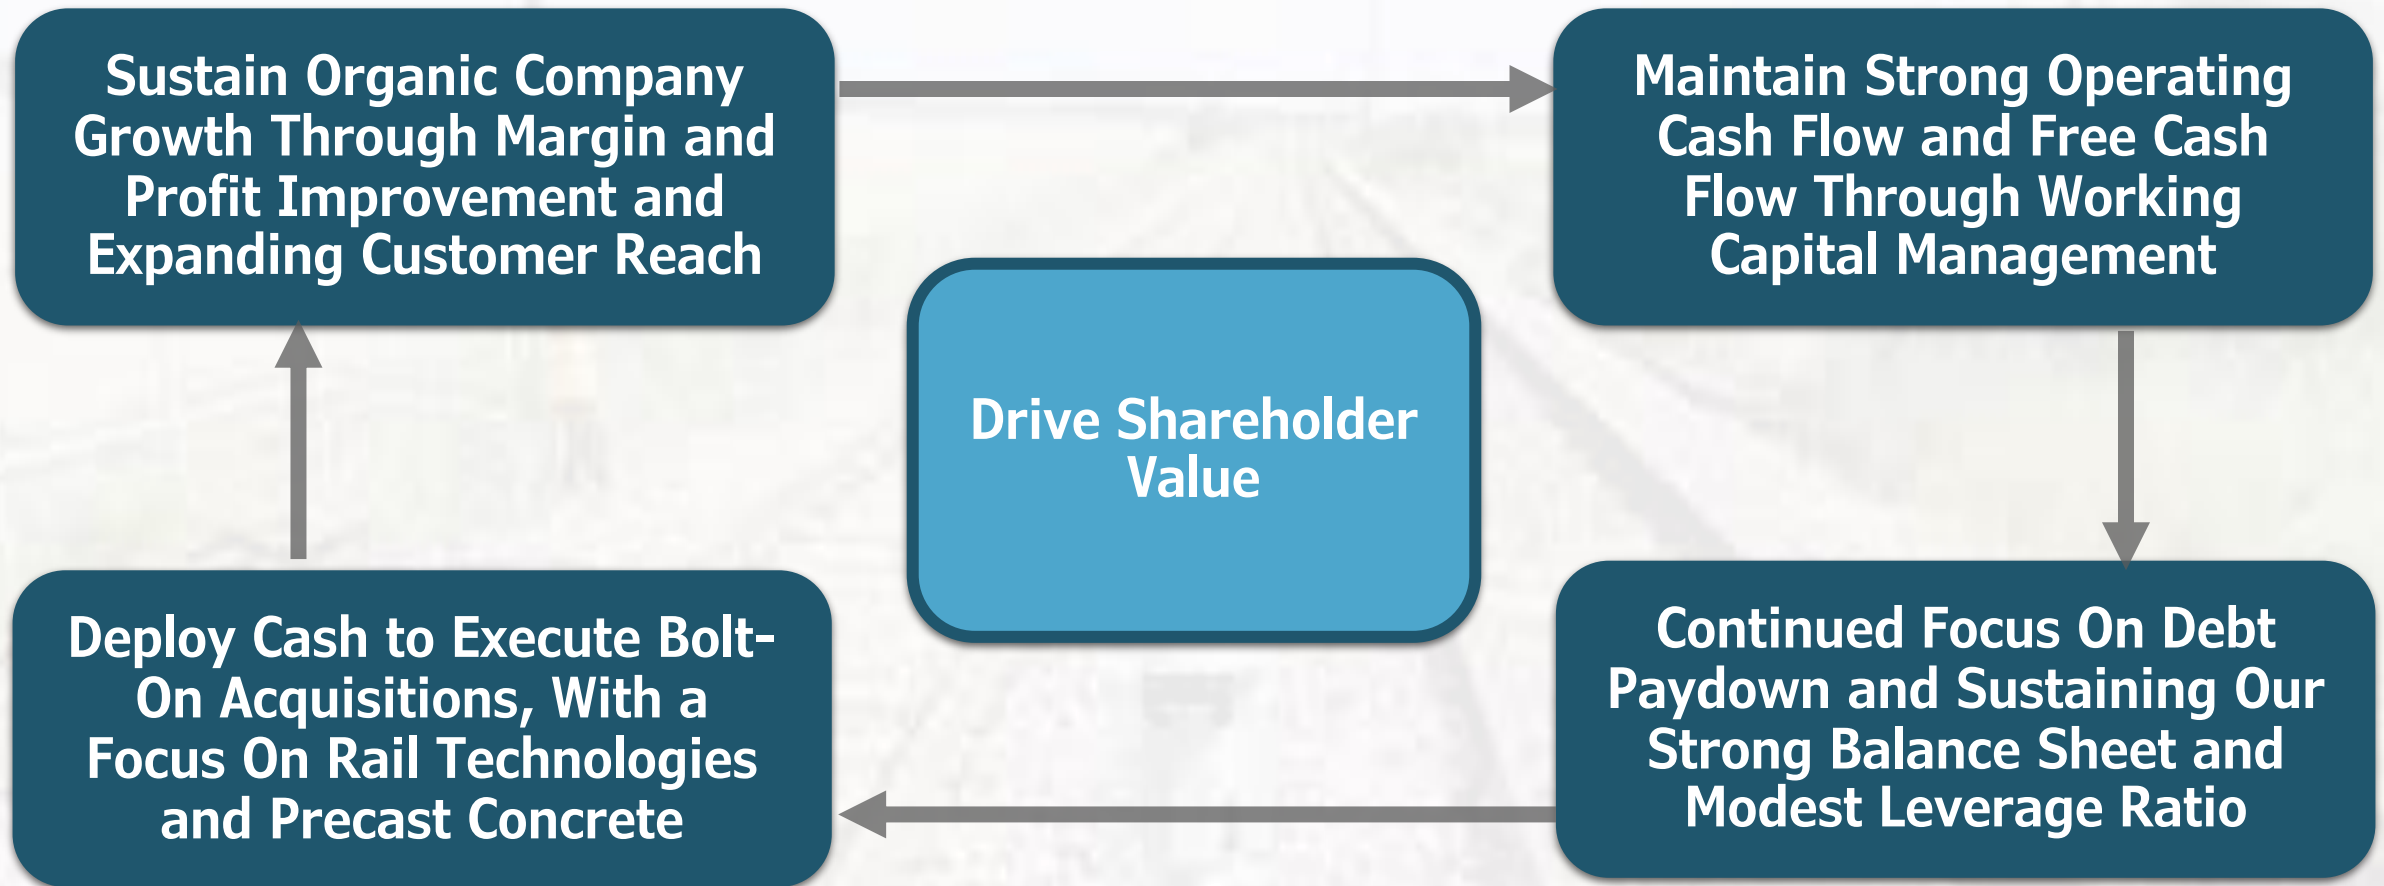 Sustain Organic Company
Growth Through Margin and
Profit Improvement and
Expanding Customer Reach
Maintain Strong Operating
Cash Flow and Free Cash
Flow Through Working
Capital Management
Drive Shareholder
Value
Deploy Cash to Execute Bolt-
On Acquisitions, With a
Focus On Rail Technologies
and Precast Concrete
Continued Focus On Debt
Paydown and Sustaining Our
Strong Balance Sheet and
Modest Leverage Ratio